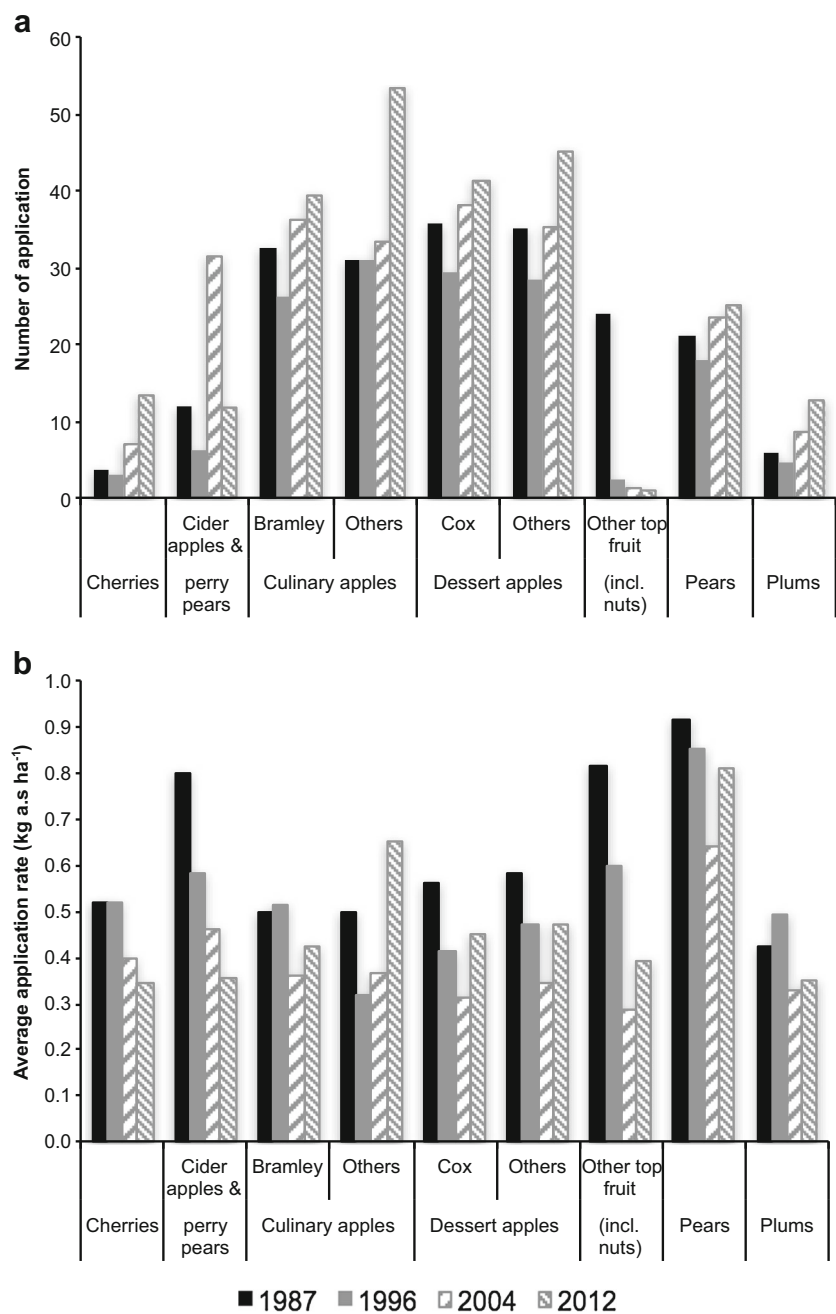 a
60
50
40
30
20
10
0
Number of application
Cider apples & perry pears
Bramley
Others
Cox
Others
Other top fruit (incl. nuts)
Cherries
Culinary apples
Dessert apples
Pears
Plums
b
1.0
0.9
0.8
0.7
0.6
0.5
0.4
0.3
0.2
0.1
0.0
Average application rate (kg a.s ha⁻¹)
Cider apples & perry pears
Bramley
Others
Cox
Others
Other top fruit (incl. nuts)
Cherries
Culinary apples
Dessert apples
Pears
Plums
1987 1996 2004 2012